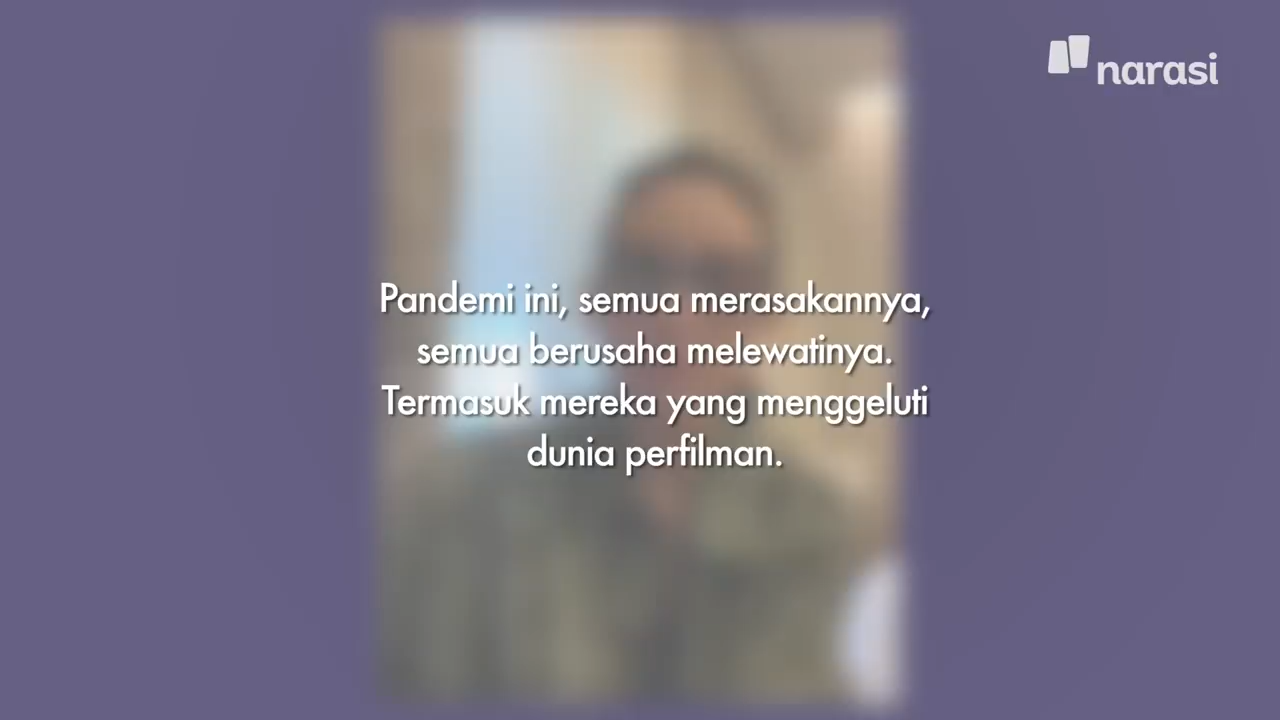 narasi
Pandemi ini, semua merasakannya,
semua berusaha melewatinya.
Termasuk mereka yang menggeluti
dunia perfilman.